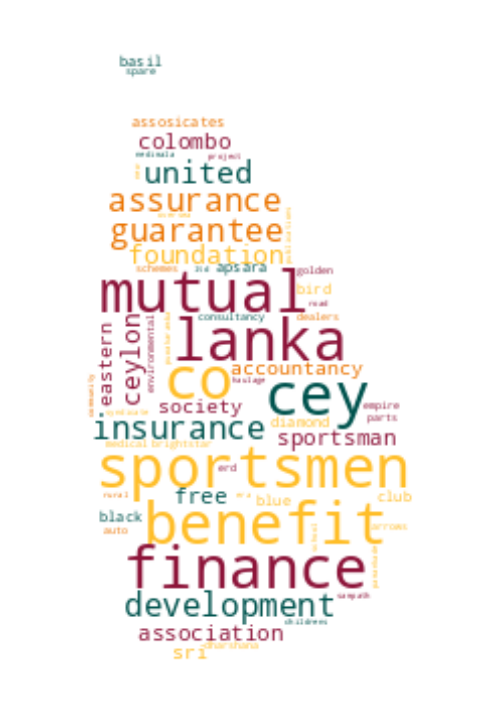 basil
spare
assosicates
colombo
project
united
assurance
guarantee
foundation
schemes ltd apsara golden
mutual
bird
road
consultancy dealers
lanka
eastern
ceylon
environmental
accountancy
co
haulage
cey
community
society
empire
syndicate
parts
diamond
insurance
sportsman
medical brightstar
sportsmen
erd
rural
free
blue
club
benefit
black
auto
arrows
finance
sampath
development
childrens
association
dharshana
sri